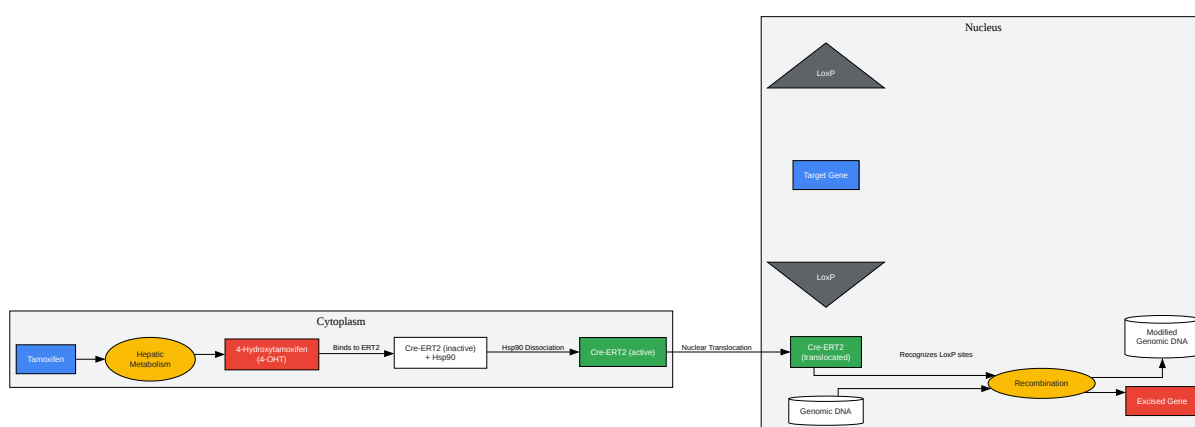 Nucleus
LoxP
Target Gene
LoxP
Cytoplasm
Tamoxifen
Hepatic
Metabolism
4-Hydroxytamoxifen
(4-OHT)
Binds to ERT2
Cre-ERT2 (inactive)
+ Hsp90
Hsp90 Dissociation
Cre-ERT2 (active)
Nuclear Translocation
Cre-ERT2
(translocated)
Recognizes LoxP sites
Genomic DNA
Recombination
Modified
Genomic DNA
Excised Gene